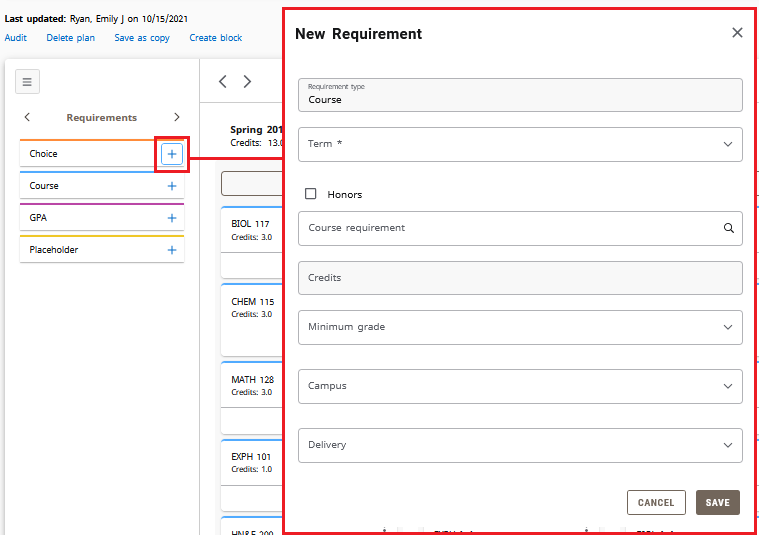 Last updated: Ryan, Emily J on 10/15/2021
Audit Delete plan Save as copy Create block
Requirements
Choice
Course
GPA
Placeholder
Spring 201
Credits: 13.0
BIOL 117
Credits: 3.0
CHEM 115
Credits: 3.0
MATH 128
Credits: 3.0
EXPH 101
Credits: 1.0
HN&F 200
New Requirement
Requirement type
Course
Term *
Honors
Course requirement
Credits
Minimum grade
Campus
Delivery
CANCEL SAVE